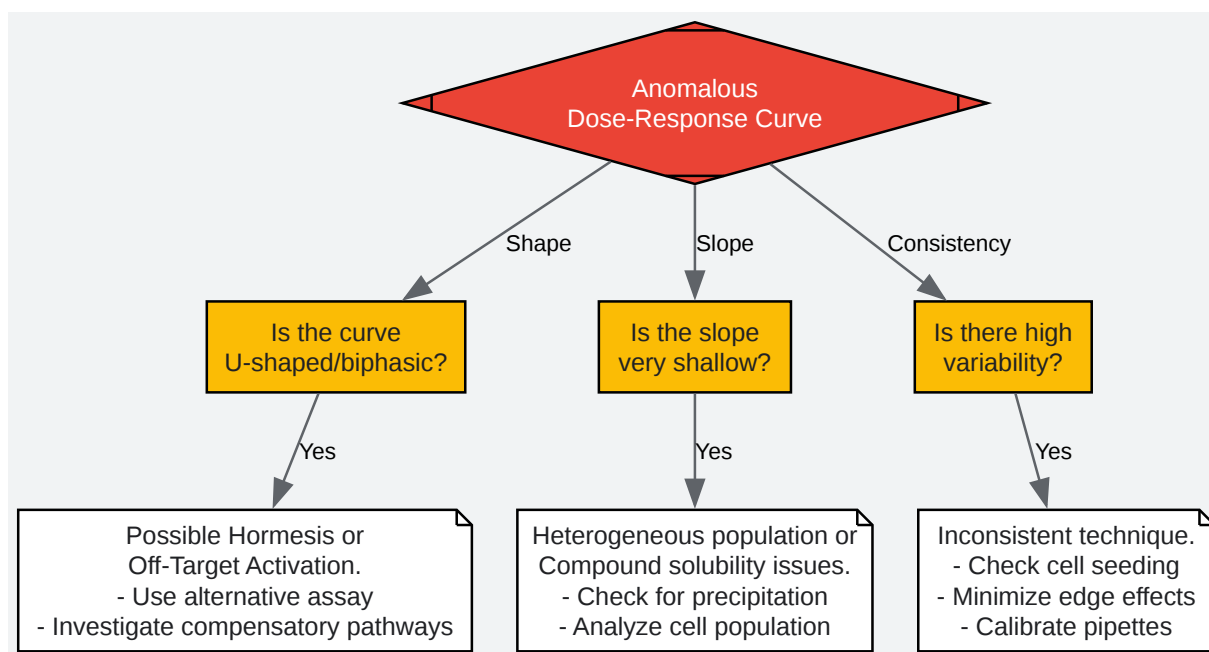 Anomalous
Dose-Response Curve
Shape
Slope
Consistency
Is the curve
U-shaped/biphasic?
Is the slope
very shallow?
Is there high
variability?
Yes
Yes
Yes
Possible Hormesis or
Off-Target Activation.
- Use alternative assay
- Investigate compensatory pathways
Heterogeneous population or
Compound solubility issues.
- Check for precipitation
- Analyze cell population
Inconsistent technique.
- Check cell seeding
- Minimize edge effects
- Calibrate pipettes